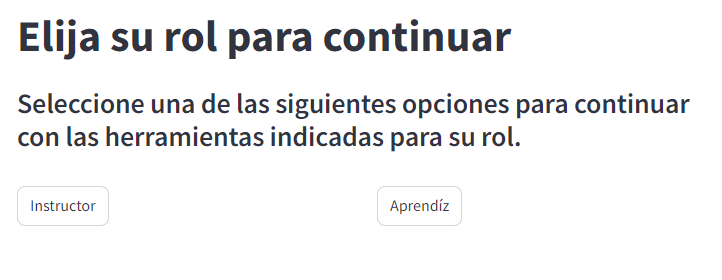 Elija su rol para continuar
Seleccione una de las siguientes opciones para continuar
con las herramientas indicadas para su rol.
Instructor
Aprendíz